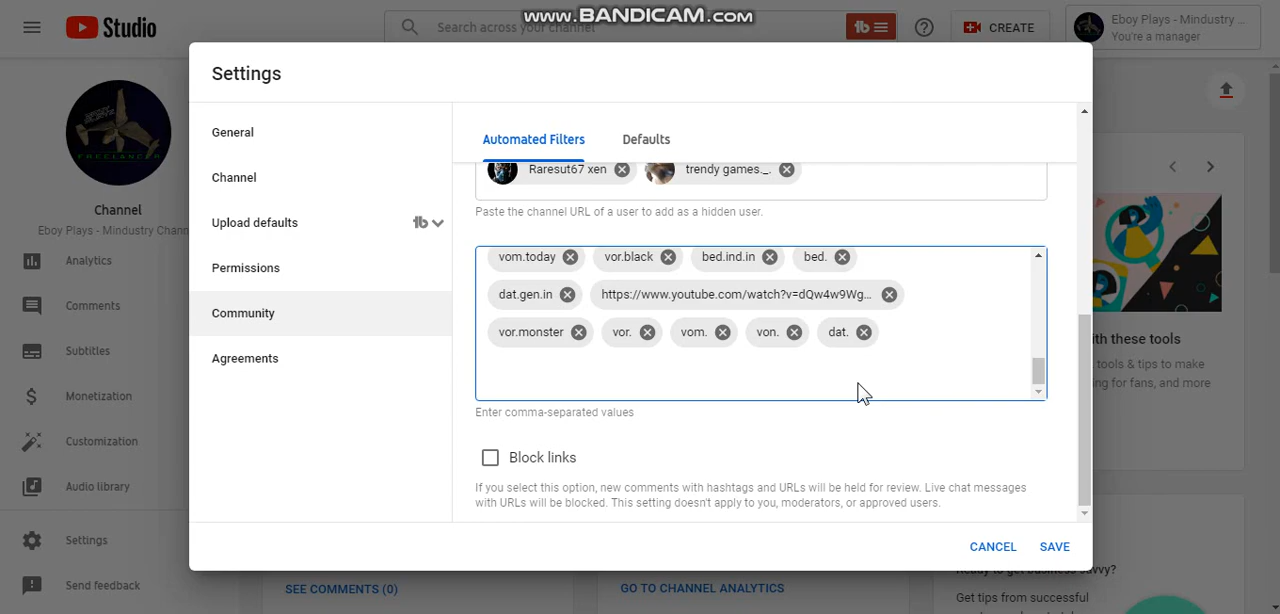 www.BANDICAM.com
Studio
Search across your channel
CREATE
Eboy Plays - Mindustry ...
You're a manager
Settings
General
Channel
Upload defaults
Permissions
Community
Agreements
Automated Filters
Defaults
Raresut67 xen
trendy games._.
Paste the channel URL of a user to add as a hidden user.
vom.today vor.black bed.ind.in bed.
dat.gen.in https://www.youtube.com/watch?v=dQw4w9Wg...
vor.monster vor. vom. von. dat.
Enter comma-separated values
Block links
If you select this option, new comments with hashtags and URLs will be held for review. Live chat messages
with URLs will be blocked. This setting doesn't apply to you, moderators, or approved users.
CANCEL SAVE
Channel
Eboy Plays - Mindustry Chann
Analytics
Comments
Subtitles
Monetization
Customization
Audio library
Settings
Send feedback
SEE COMMENTS (0)
GO TO CHANNEL ANALYTICS
ith these tools
tools & tips to make
ing for fans, and more
Get tips from successful